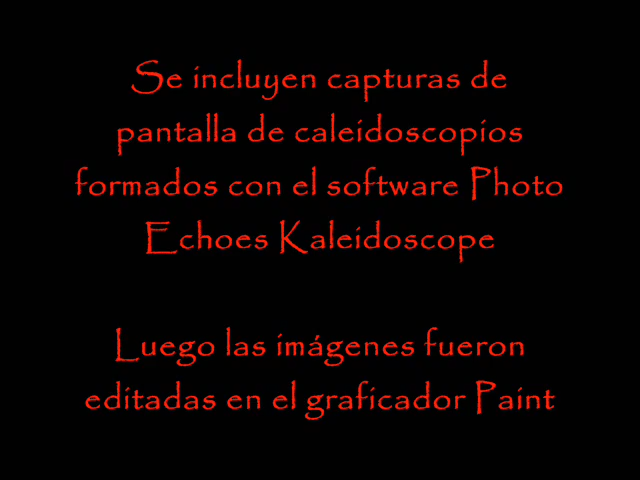 Se incluyen capturas de
pantalla de caleidoscopios
formados con el software Photo
Echoes Kaleidoscope
Luego las imágenes fueron
editadas en el graficador Paint